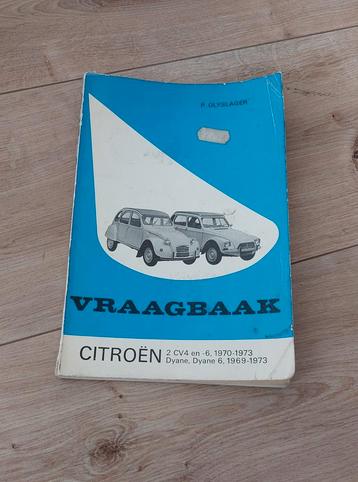 P. OLYSLAGER
VRAAGBAAK
CITROËN
2 CV4 en -6, 1970-1973
Dyane, Dyane 6, 1969-1973